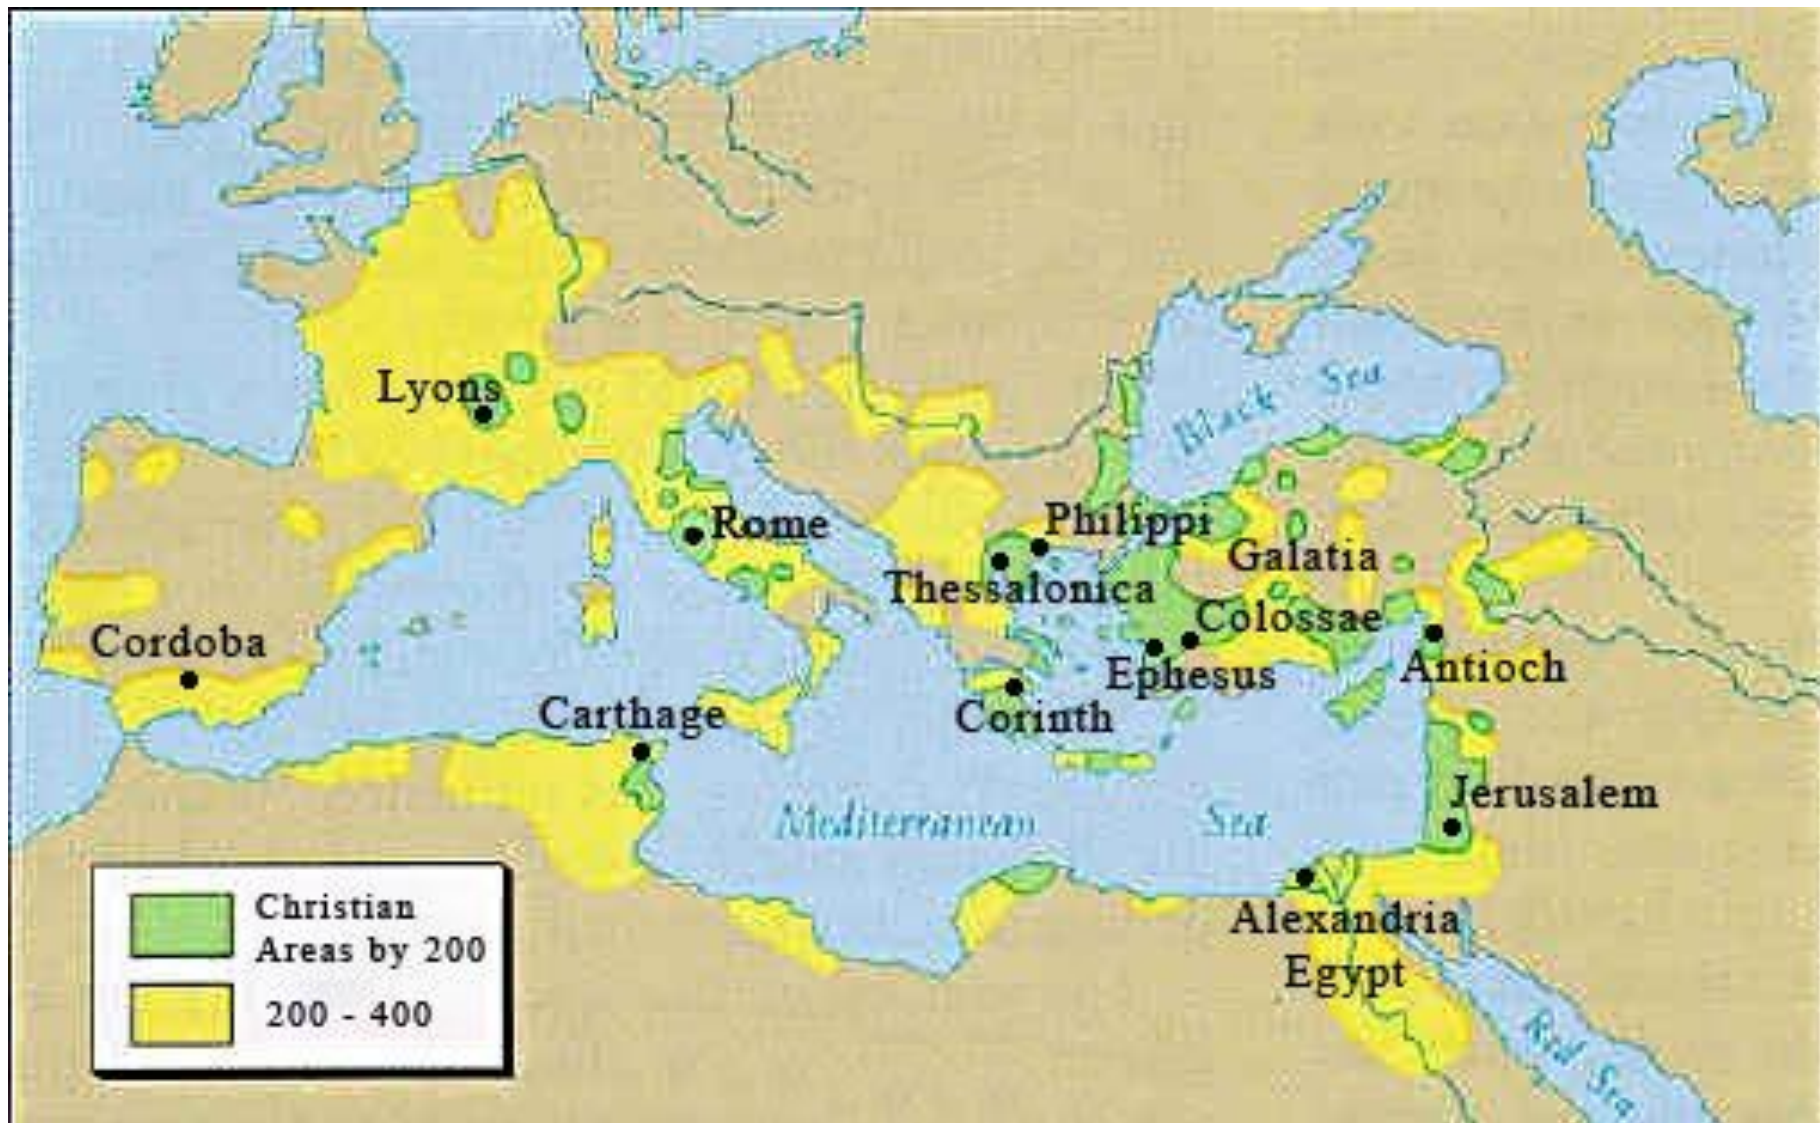 Black Sea
Lyons
Rome
Philippi
Galatia
Thessalonica
Colossae
Cordoba
Ephesus
Antioch
Carthage
Corinth
Jerusalem
Mediterranean Sea
Alexandria
Egypt
Red Sea
Christian
Areas by 200
200 - 400